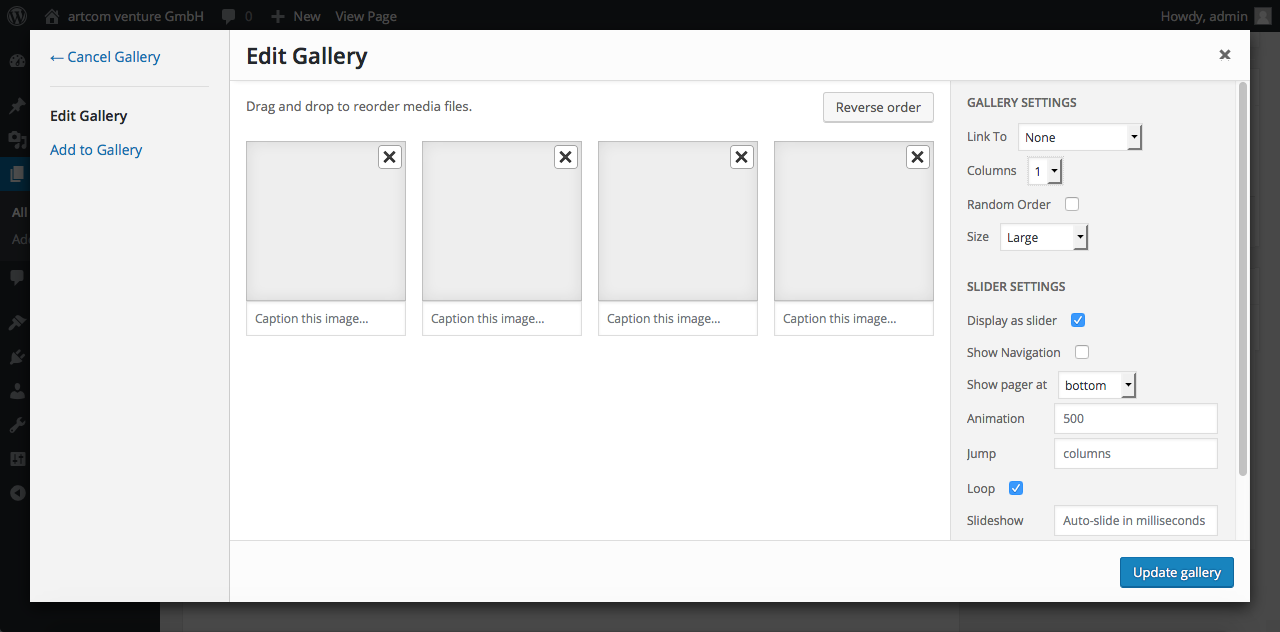 artcom venture GmbH 0 New View Page Howdy, admin
← Cancel Gallery
Edit Gallery
Add to Gallery
All
Add
Edit Gallery
Drag and drop to reorder media files.
Reverse order
Caption this image...
Caption this image...
Caption this image...
Caption this image...
GALLERY SETTINGS
Link To None
Columns 1
Random Order
Size Large
SLIDER SETTINGS
Display as slider
Show Navigation
Show pager at bottom
Animation 500
Jump columns
Loop
Slideshow Auto-slide in milliseconds
Update gallery